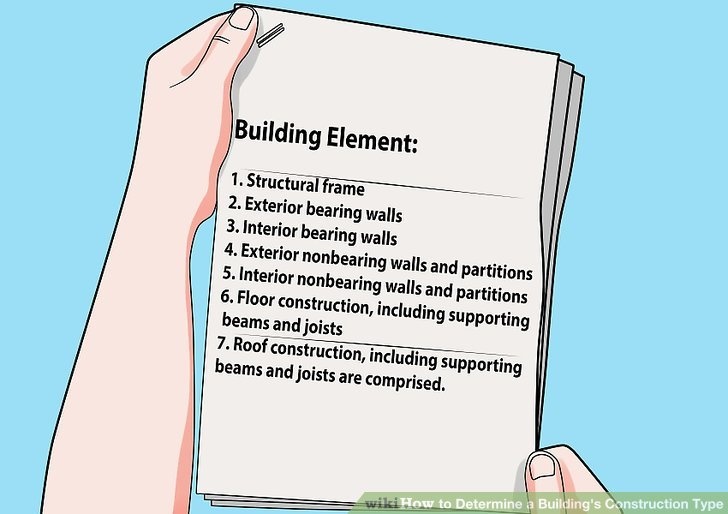 Building Element:
1. Structural frame
2. Exterior bearing walls
3. Interior bearing walls
4. Exterior nonbearing walls and partitions
5. Interior nonbearing walls and partitions
6. Floor construction, including supporting
beams and joists
7. Roof construction, including supporting
beams and joists are comprised.
wikiHow to Determine a Building's Construction Type